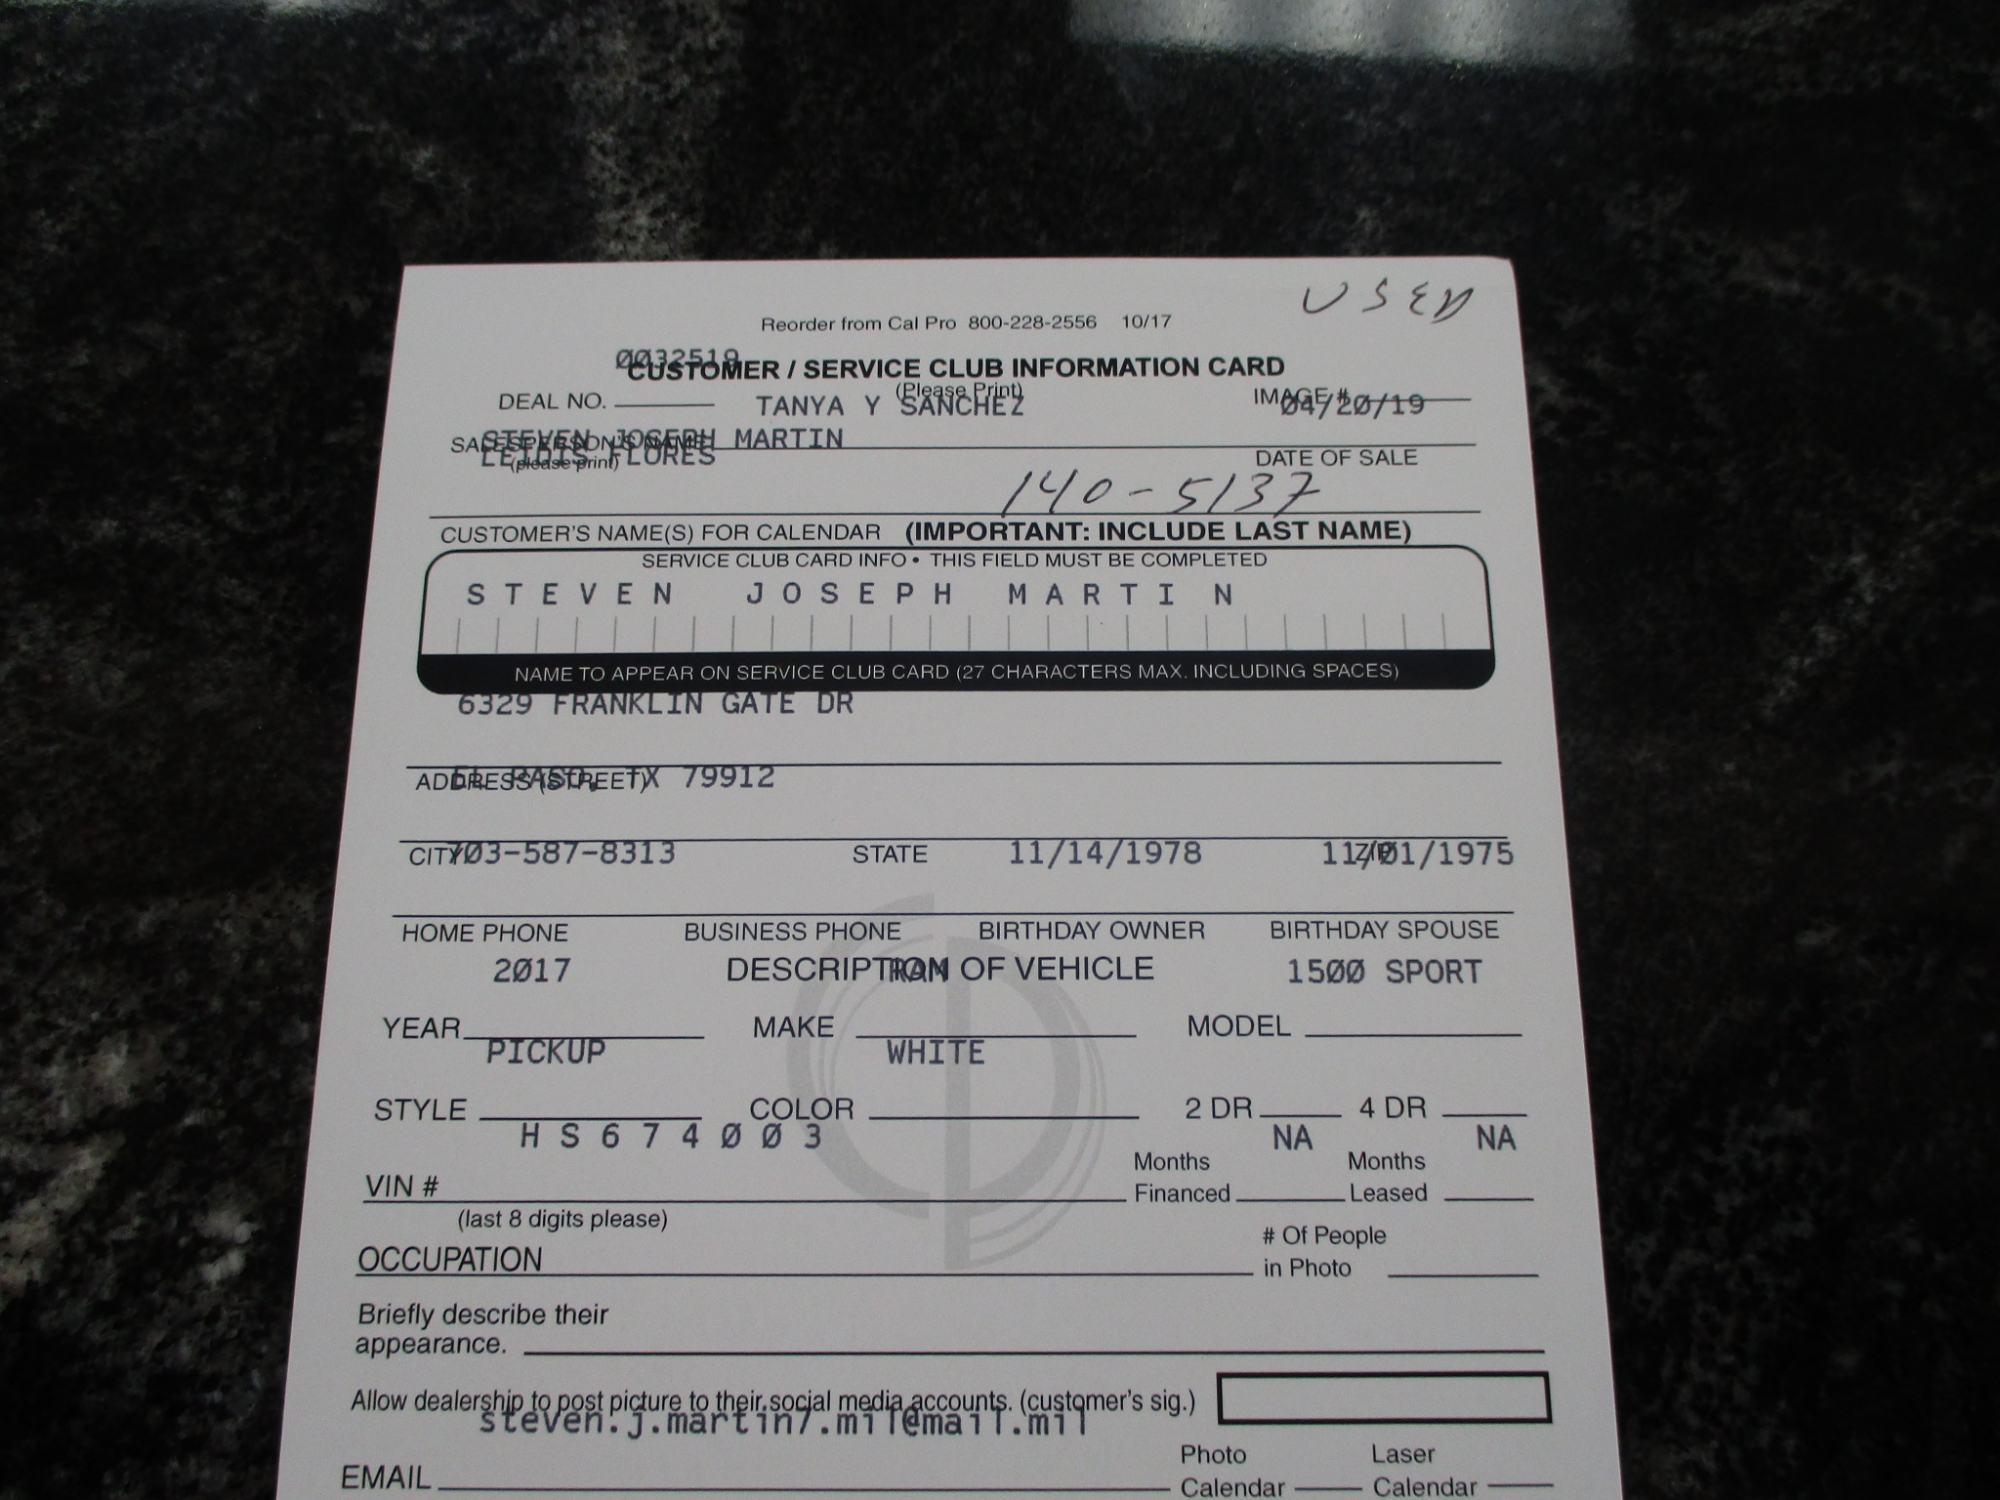 USED
Reorder from Cal Pro 800-228-2556 10/17
0032519
CUSTOMER / SERVICE CLUB INFORMATION CARD
(Please Print)
DEAL NO. TANYA Y SANCHEZ IMAGE # 04/20/19
STEVEN JOSEPH MARTIN
SALESPERSON'S NAME
LEIDIS FLORES
(please print) DATE OF SALE
140-5137
CUSTOMER'S NAME(S) FOR CALENDAR (IMPORTANT: INCLUDE LAST NAME)
SERVICE CLUB CARD INFO • THIS FIELD MUST BE COMPLETED
STEVEN JOSEPH MARTIN
NAME TO APPEAR ON SERVICE CLUB CARD (27 CHARACTERS MAX. INCLUDING SPACES)
6329 FRANKLIN GATE DR
EL PASO, TX 79912
ADDRESS (STREET)
703-587-8313 11/14/1978 11/01/1975
CITY STATE ZIP
HOME PHONE BUSINESS PHONE BIRTHDAY OWNER BIRTHDAY SPOUSE
DESCRIPTION OF VEHICLE
2017 RAM 1500 SPORT
YEAR MAKE MODEL
PICKUP WHITE
STYLE COLOR 2 DR 4 DR
HS674003 NA NA
VIN # Months Financed Months Leased
(last 8 digits please)
OCCUPATION # Of People in Photo
Briefly describe their
appearance.
Allow dealership to post picture to their social media accounts. (customer's sig.)
steven.j.martin7.mil@mail.mil
EMAIL Photo Calendar Laser Calendar